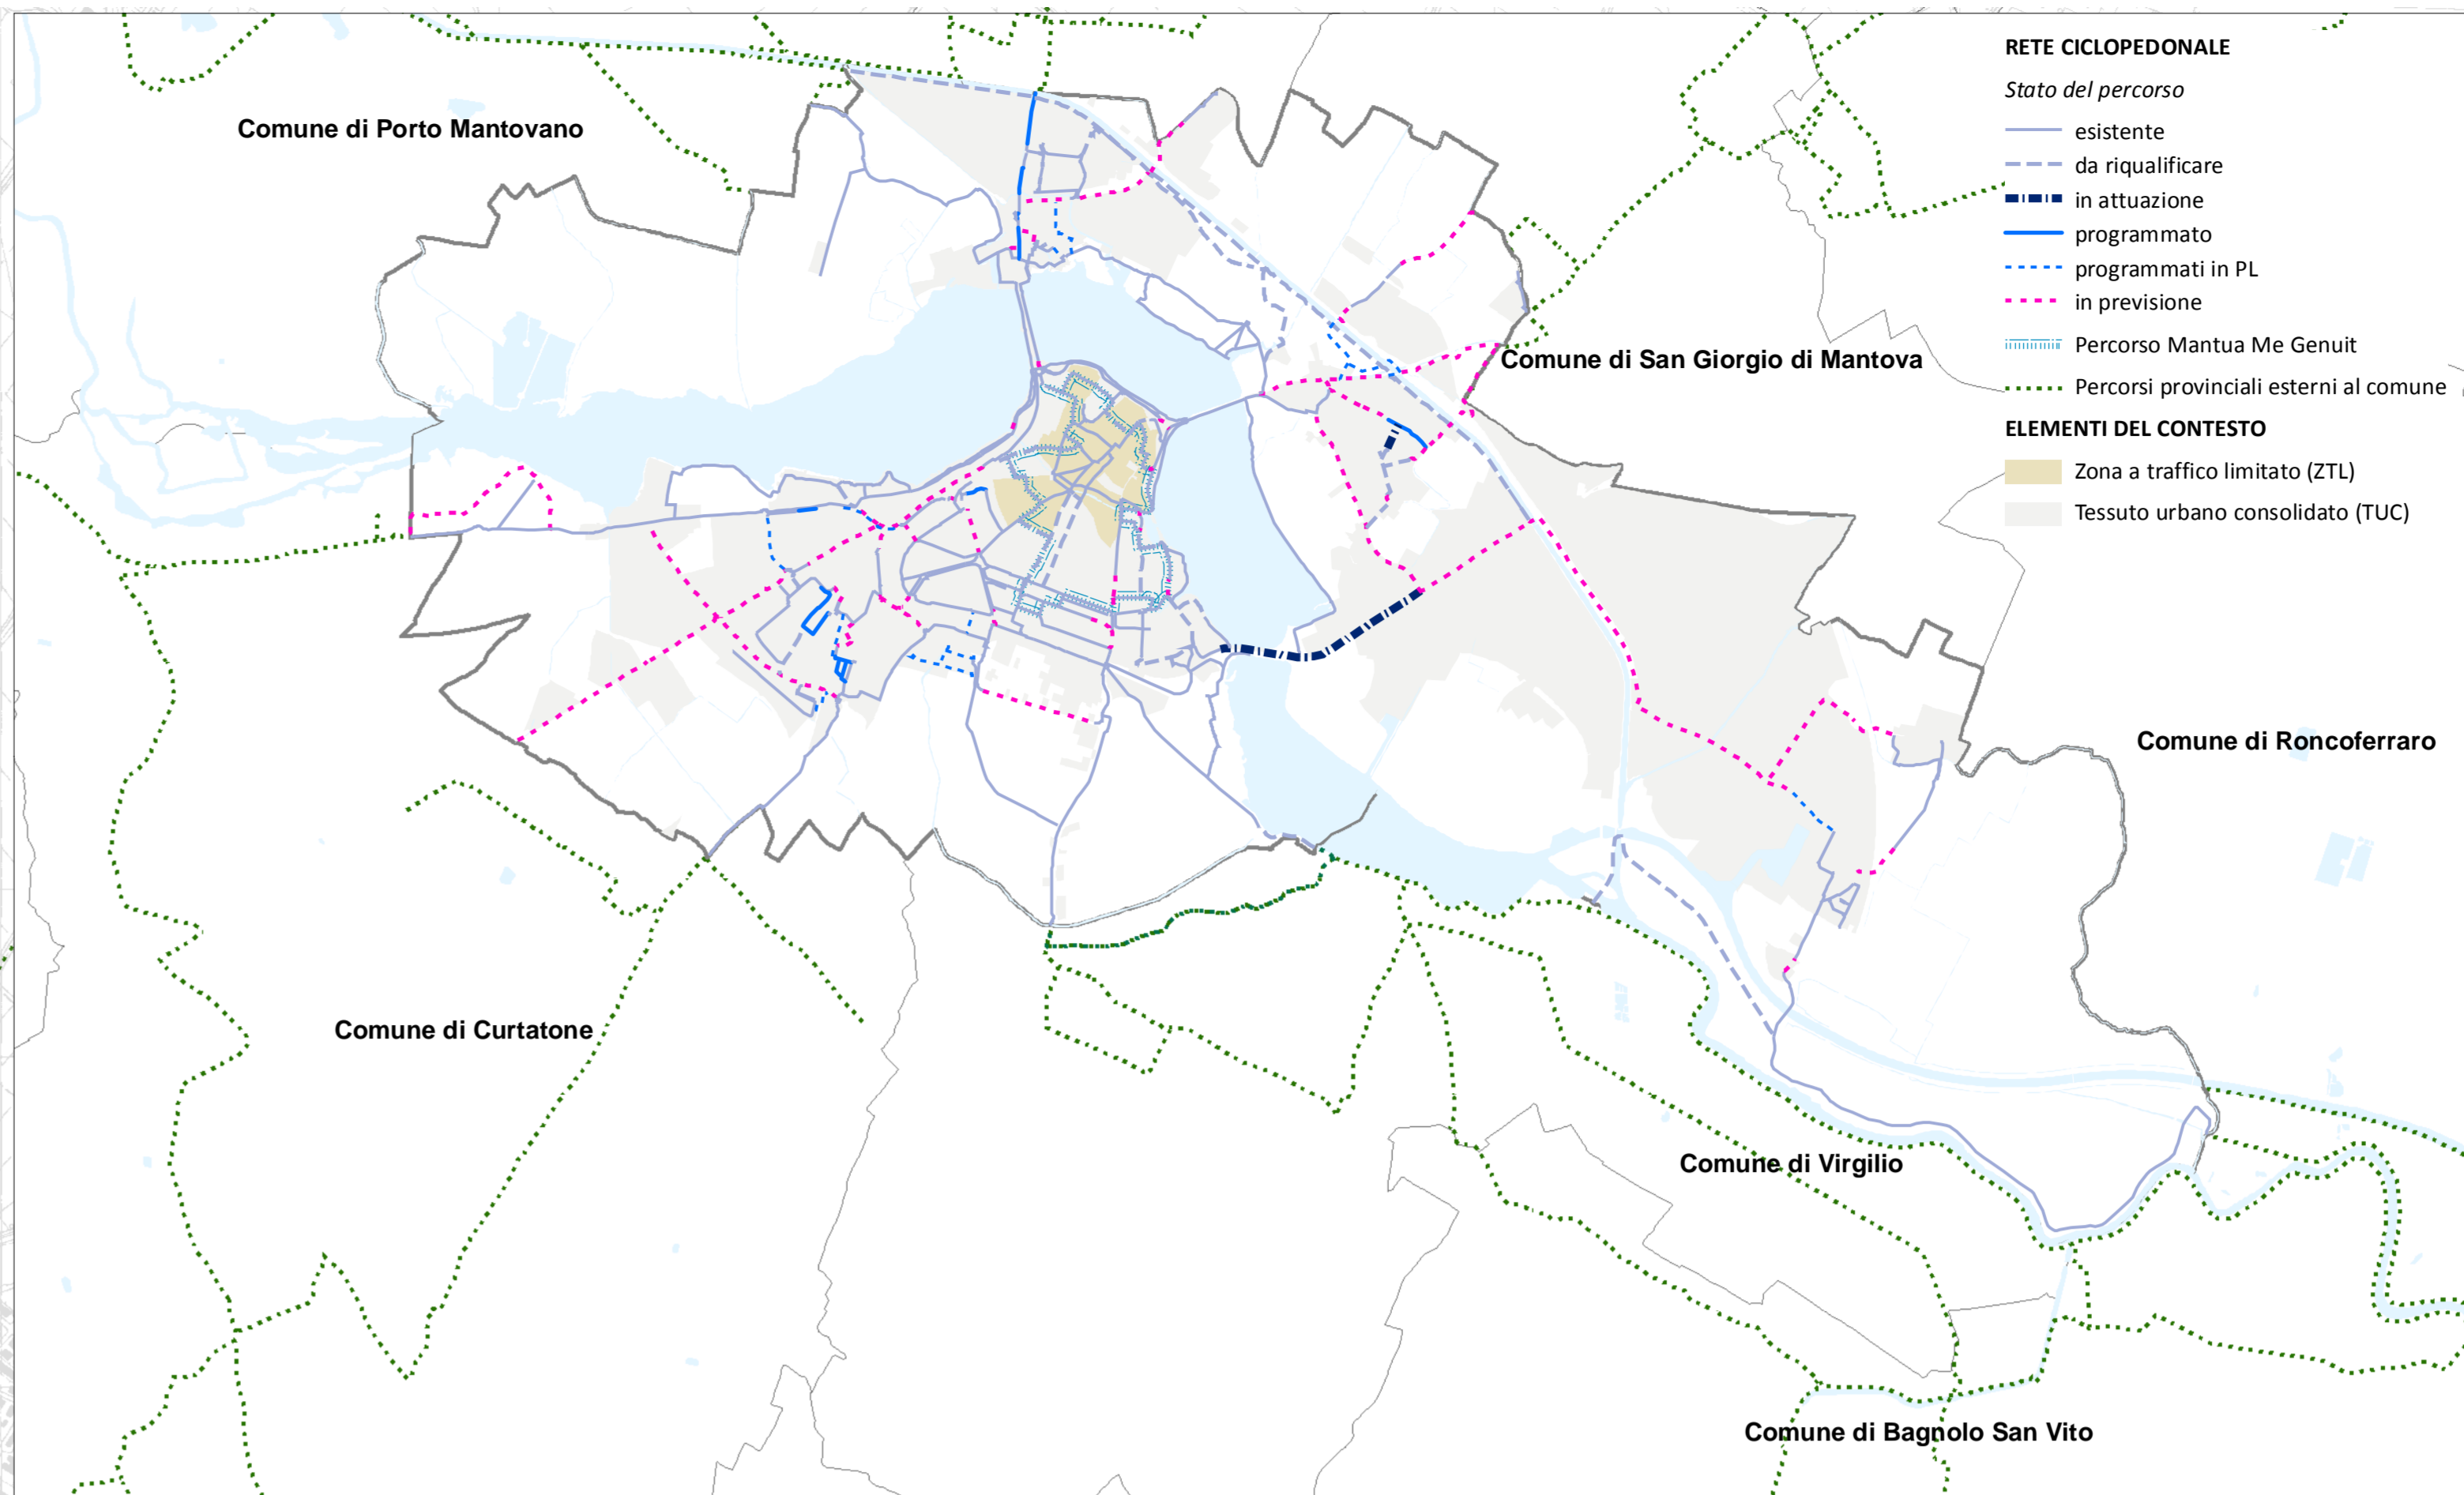 RETE CICLOPEDONALE
Stato del percorso
esistente
da riqualificare
in attuazione
programmato
programmati in PL
in previsione
Percorso Mantua Me Genuit
Percorsi provinciali esterni al comune
ELEMENTI DEL CONTESTO
Zona a traffico limitato (ZTL)
Tessuto urbano consolidato (TUC)
Comune di Porto Mantovano
Comune di San Giorgio di Mantova
Comune di Roncoferraro
Comune di Curtatone
Comune di Virgilio
Comune di Bagnolo San Vito